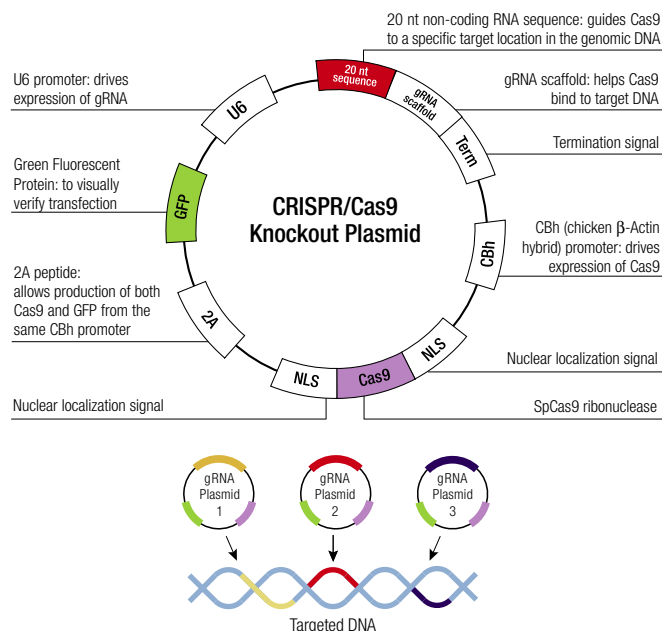 20 nt non-coding RNA sequence: guides Cas9
to a specific target location in the genomic DNA
U6 promoter: drives
expression of gRNA
gRNA scaffold: helps Cas9
bind to target DNA
Termination signal
Green Fluorescent
Protein: to visually
verify transfection
CBh (chicken β-Actin
hybrid) promoter: drives
expression of Cas9
2A peptide:
allows production of both
Cas9 and GFP from the
same CBh promoter
Nuclear localization signal
Nuclear localization signal
SpCas9 ribonuclease
CRISPR/Cas9
Knockout Plasmid
20 nt
sequence
gRNA
scaffold
Term
CBh
NLS
Cas9
NLS
2A
GFP
U6
gRNA
Plasmid
1
gRNA
Plasmid
2
gRNA
Plasmid
3
Targeted DNA